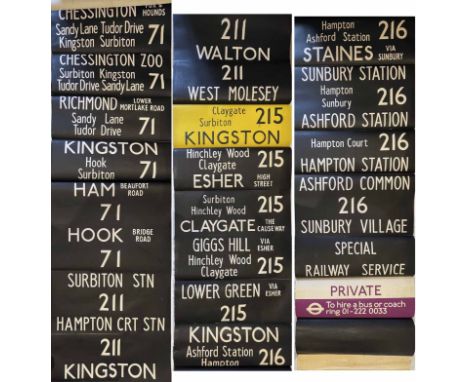 CHESSINGTON FOX & HOUNDS
Sandy Lane Tudor Drive 71
Kingston Surbiton
CHESSINGTON ZOO
Surbiton Kingston 71
Tudor Drive Sandy Lane
RICHMOND LOWER MORTLAKE ROAD
Sandy Lane 71
Tudor Drive
KINGSTON
Hook 71
Surbiton
HAM BEAUFORT ROAD
71
HOOK BRIDGE ROAD
71
SURBITON STN
211
HAMPTON CRT STN
211
KINGSTON
211
WALTON
211
WEST MOLESEY
Claygate 215
Surbiton
KINGSTON
Hinchley Wood 215
Claygate
ESHER HIGH STREET
Surbiton 215
Hinchley Wood
CLAYGATE THE CAUSEWAY
GIGGS HILL VIA ESHER
Hinchley Wood 215
Claygate
LOWER GREEN VIA ESHER
215
KINGSTON
Ashford Station 216
Hampton
Hampton 216
Ashford Station
STAINES VIA SUNBURY
SUNBURY STATION
Hampton 216
Sunbury
ASHFORD STATION
Hampton Court 216
HAMPTON STATION
ASHFORD COMMON
216
SUNBURY VILLAGE
SPECIAL
RAILWAY SERVICE
PRIVATE
To hire a bus or coach
ring 01-222 0033